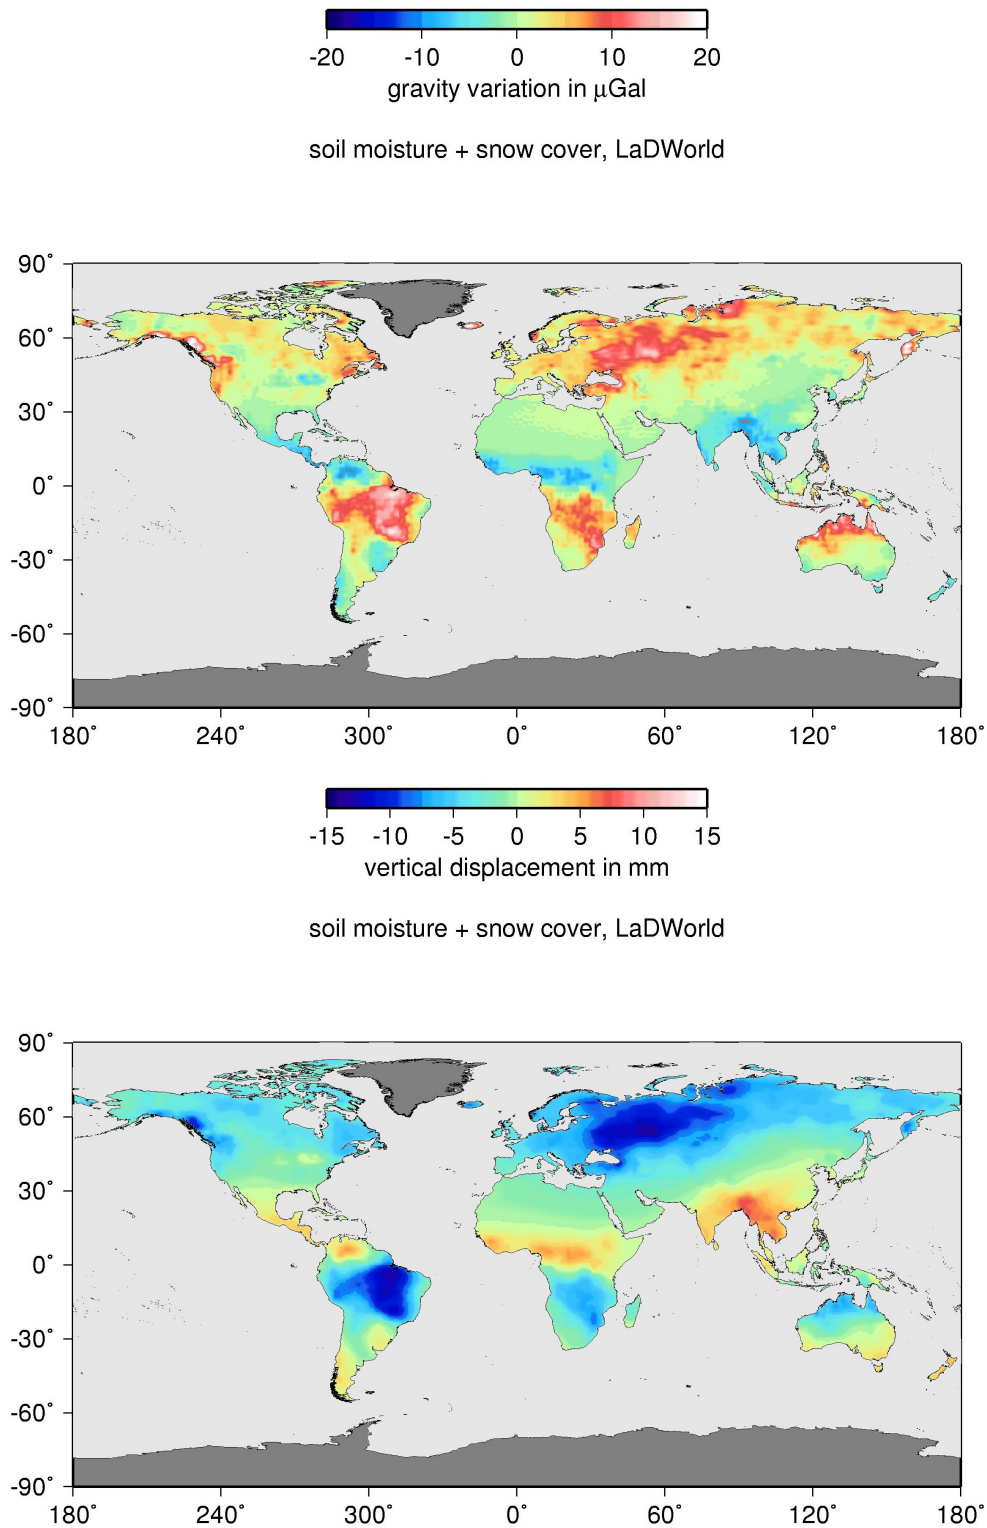 -20 -10 0 10 20
gravity variation in μGal
soil moisture + snow cover, LaDWorld
90°
60°
30°
0°
-30°
-60°
-90°
180° 240° 300° 0° 60° 120° 180°
-15 -10 -5 0 5 10 15
vertical displacement in mm
soil moisture + snow cover, LaDWorld
90°
60°
30°
0°
-30°
-60°
-90°
180° 240° 300° 0° 60° 120° 180°